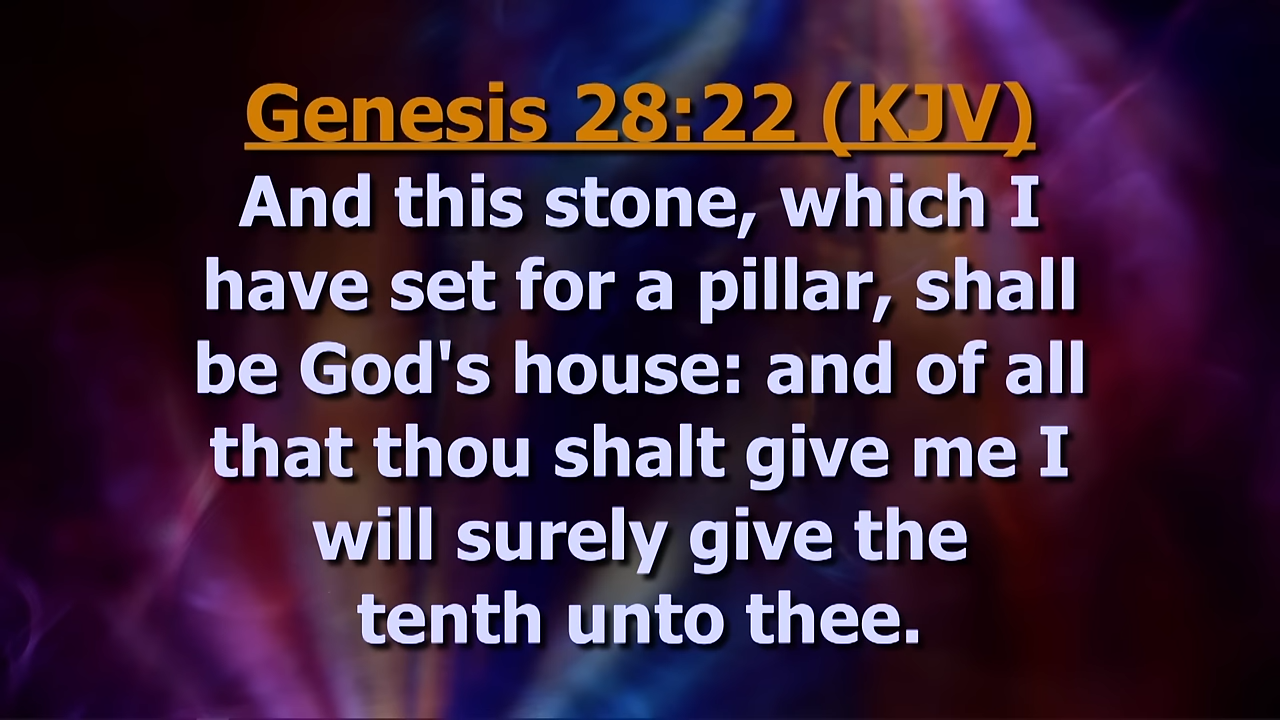 Genesis 28:22 (KJV)
And this stone, which I
have set for a pillar, shall
be God's house: and of all
that thou shalt give me I
will surely give the
tenth unto thee.